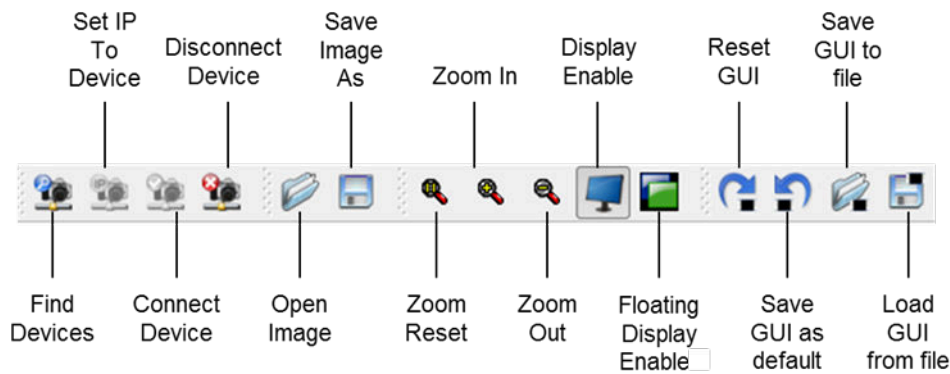 Set IP
To
Device
Disconnect
Device
Save
Image
As
Zoom In
Display
Enable
Reset
GUI
Save
GUI to
file
Find
Devices
Connect
Device
Open
Image
Zoom
Reset
Zoom
Out
Floating
Display
Enable
Save
GUI as
default
Load
GUI
from file